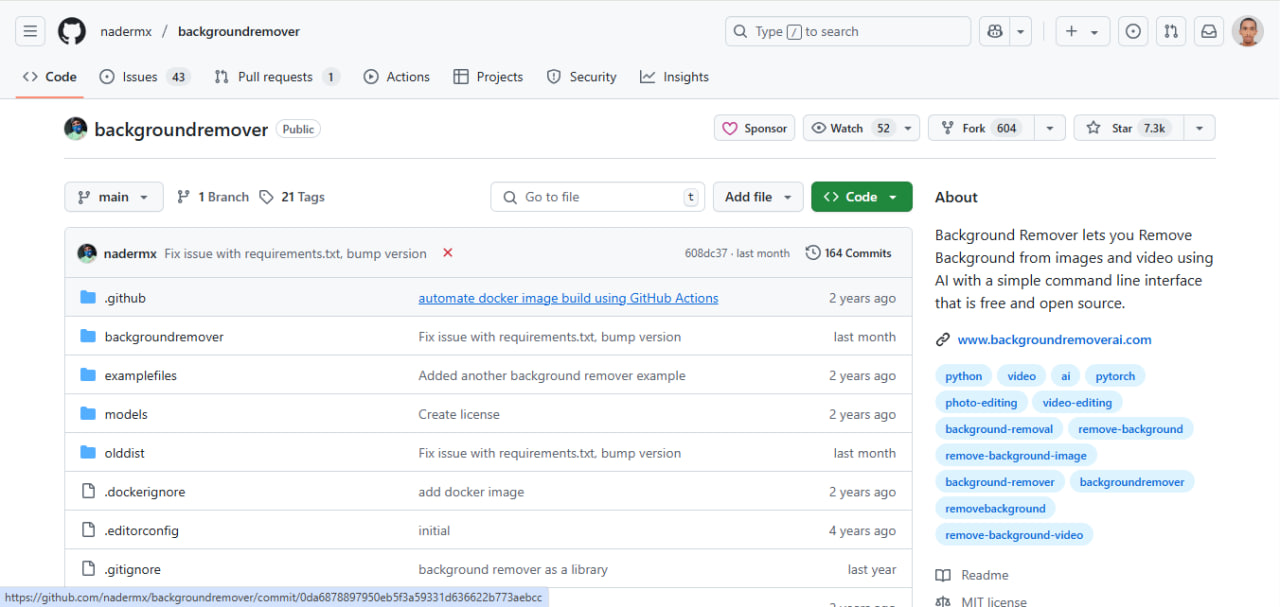 nadermx / backgroundremover
Type / to search
Code
Issues 43
Pull requests 1
Actions
Projects
Security
Insights
backgroundremover Public
Sponsor
Watch 52
Fork 604
Star 7.3k
main
1 Branch
21 Tags
Go to file t
Add file
Code
nadermx Fix issue with requirements.txt, bump version
608dc37 · last month
164 Commits
.github automate docker image build using GitHub Actions 2 years ago
backgroundremover Fix issue with requirements.txt, bump version last month
examplefiles Added another background remover example 2 years ago
models Create license 2 years ago
olddist Fix issue with requirements.txt, bump version last month
.dockerignore add docker image 2 years ago
.editorconfig initial 4 years ago
.gitignore background remover as a library last year
https://github.com/nadermx/backgroundremover/commit/0da6878897950eb5f3a59331d636622b773aebcc
About
Background Remover lets you Remove
Background from images and video using
AI with a simple command line interface
that is free and open source.
www.backgroundremoverai.com
python video ai pytorch
photo-editing video-editing
background-removal remove-background
remove-background-image
background-remover backgroundremover
removebackground
remove-background-video
Readme
MIT license